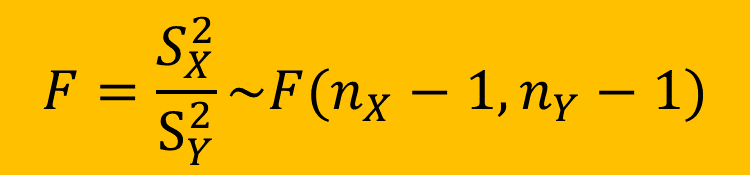 F = S_X^2 / S_Y^2 ~F(n_X − 1, n_Y − 1)